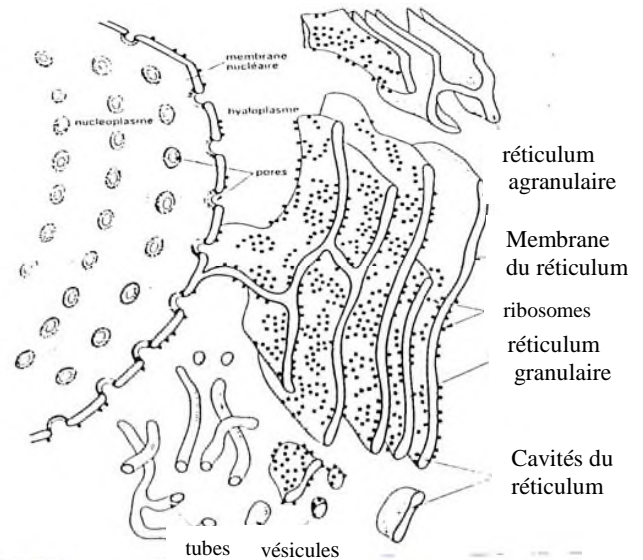 membrane
nucléaire
hyaloplasme
nucleoplasme
pores
réticulum
agranulaire
Membrane
du réticulum
ribosomes
réticulum
granulaire
Cavités du
réticulum
tubes vésicules